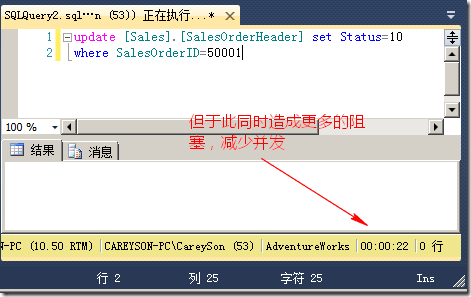 SQLQuery2.sql…n (53)) 正在执行...*
1 update [Sales].[SalesOrderHeader] set Status=10
2 where SalesOrderID=50001
但于此同时造成更多的阻
塞，减少并发
100 %
结果 消息
N-PC (10.50 RTM) CAREYSON-PC\CareySon (53) AdventureWorks 00:00:22 0 行
行 2 列 25 字符 25 Ins